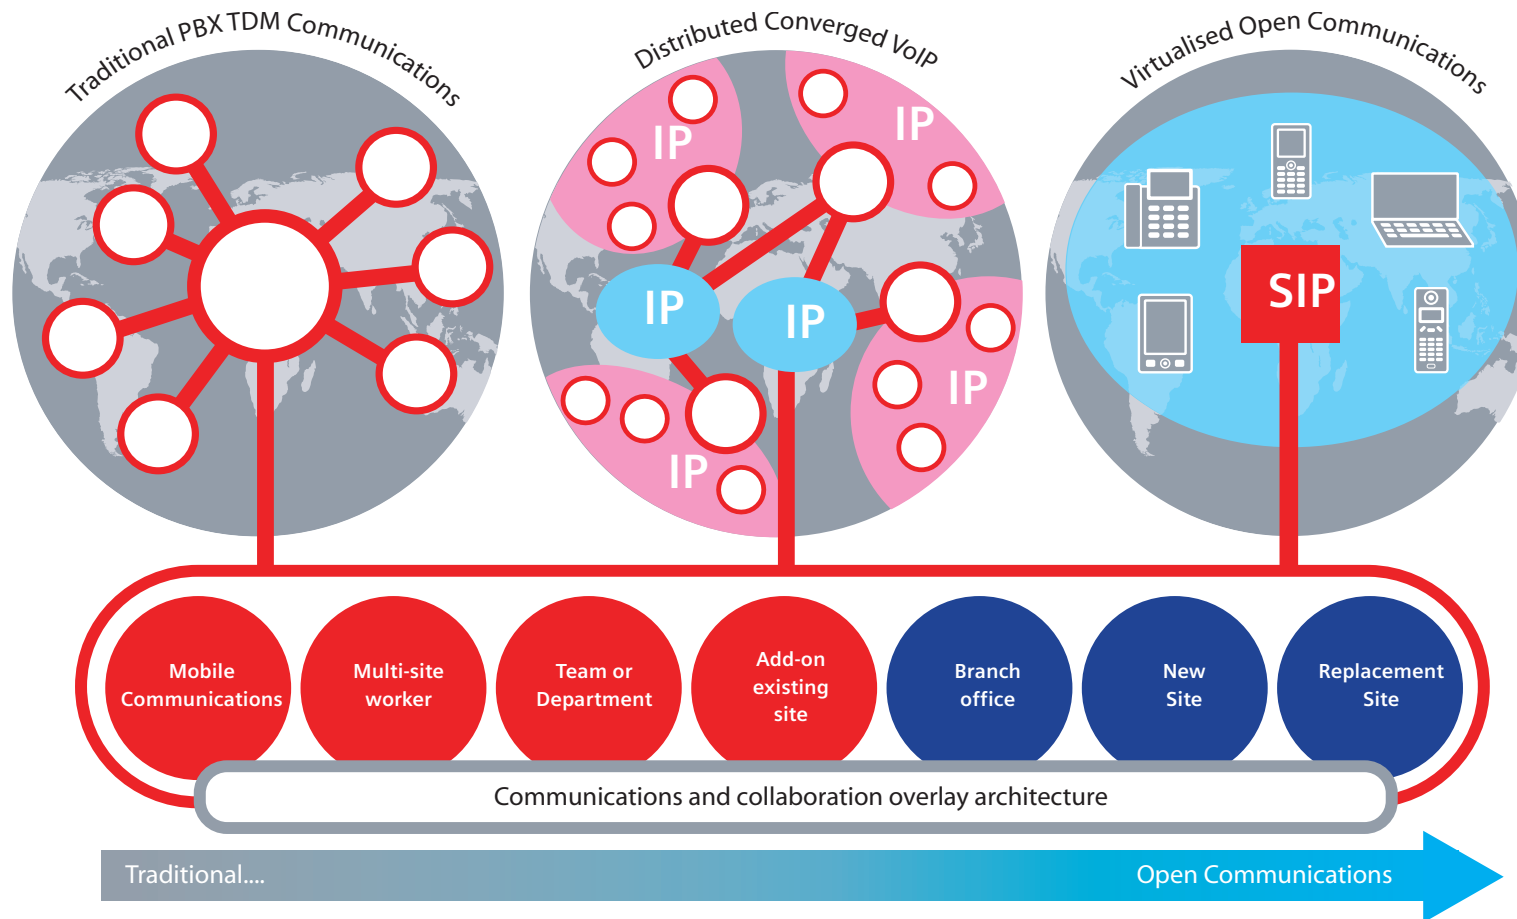 Traditional PBX TDM Communications
Distributed Converged VoIP
Virtualised Open Communications
IP
IP
IP
IP
IP
IP
SIP
Mobile
Communications
Multi-site
worker
Team or
Department
Add-on
existing
site
Branch
office
New
Site
Replacement
Site
Communications and collaboration overlay architecture
Traditional....
Open Communications